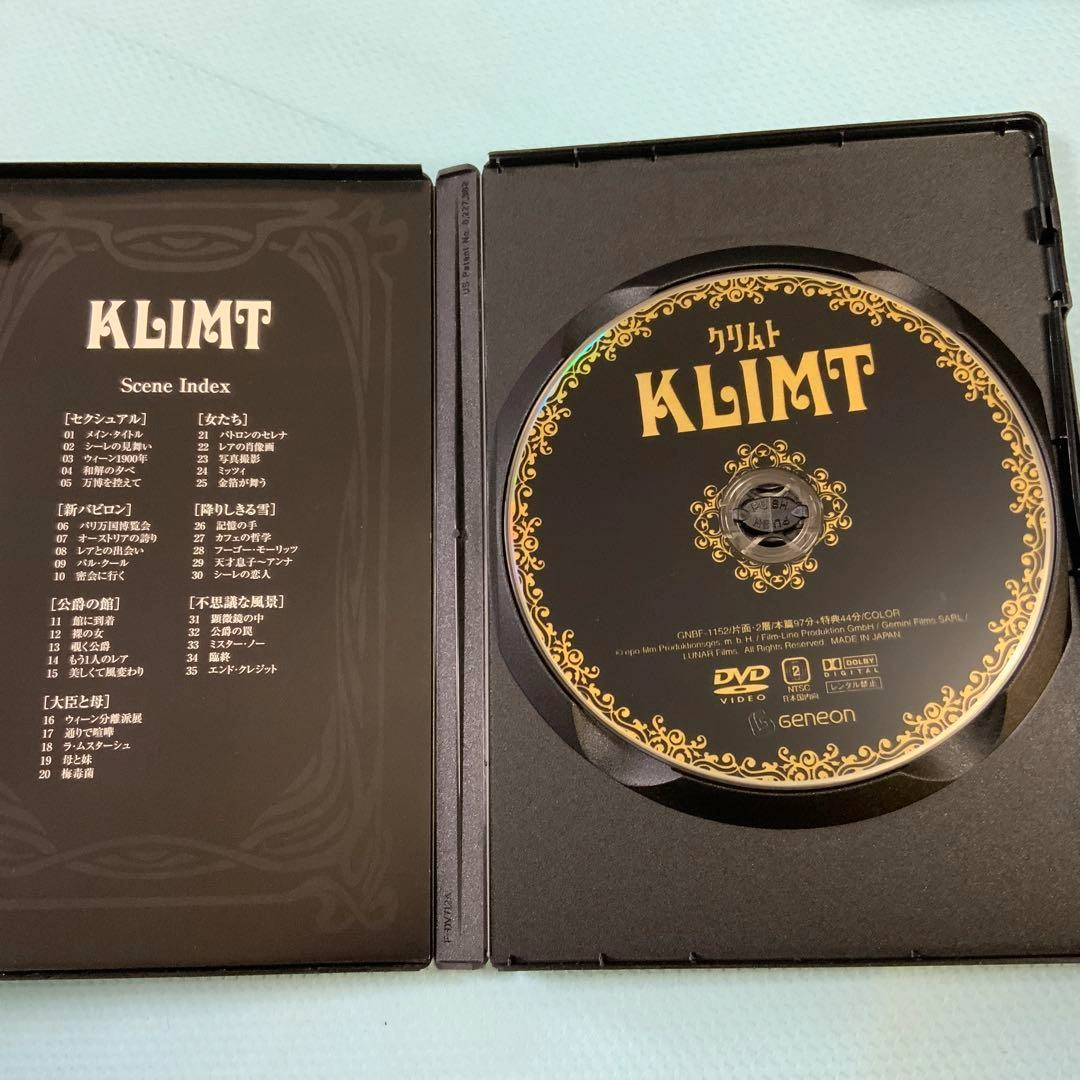 KLIMT
Scene Index
[セクシュアル]
01 メイン・タイトル
02 シーレの見舞い
03 ウィーン1900年
04 和解の夕べ
05 万博を控えて
[新バビロン]
06 パリ万国博覧会
07 オーストリアの誇り
08 レアとの出会い
09 バル・クール
10 密会に行く
[公爵の館]
11 館に到着
12 裸の女
13 覗く公爵
14 もう1人のレア
15 美しくて風変わり
[大臣と母]
16 ウィーン分離派展
17 通りで喧嘩
18 ラ・ムスターシュ
19 母と妹
20 梅毒菌
[女たち]
21 パトロンのセレナ
22 レアの肖像画
23 写真撮影
24 ミッツィ
25 金箔が舞う
[降りしきる雪]
26 記憶の手
27 カフェの哲学
28 フーゴー・モーリッツ
29 天才息子〜アンナ
30 シーレの恋人
[不思議な風景]
31 顕微鏡の中
32 公爵の罠
33 ミスター・ノー
34 臨終
35 エンド・クレジット
US Patent No. 6,227,362
クリムト
KLIMT
PUSH
PUSH
GNBF-1152/片面・2層/本篇97分+特典44分/COLOR
© epo-film Produktionsges. m. b. H. / Film-Line Produktion GmbH / Gemini Films SARL /
LUNAR Films. All Rights Reserved. MADE IN JAPAN
DVD
VIDEO
2
NTSC
日本国内向
DOLBY
DIGITAL
レンタル禁止
GENEON